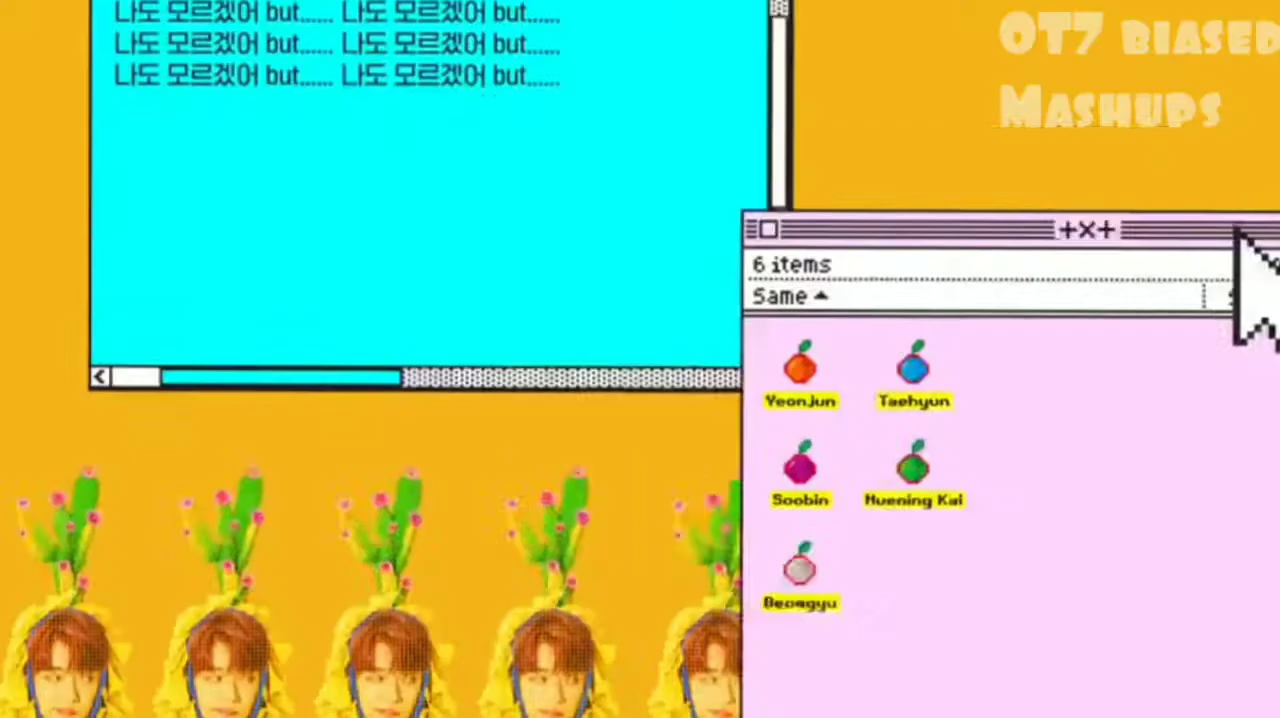 나도 모르겠어 but...... 나도 모르겠어 but......
나도 모르겠어 but...... 나도 모르겠어 but......
나도 모르겠어 but...... 나도 모르겠어 but......
OT7 BIASED
MASHUPS
+×+
6 items
Same
YeonJun
Taehyun
Soobin
Huening Kai
Beomgyu